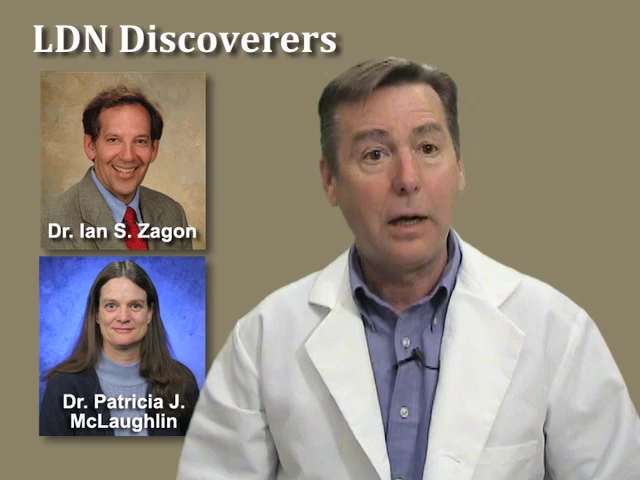 LDN Discoverers
Dr. Ian S. Zagon
Dr. Patricia J.
McLaughlin